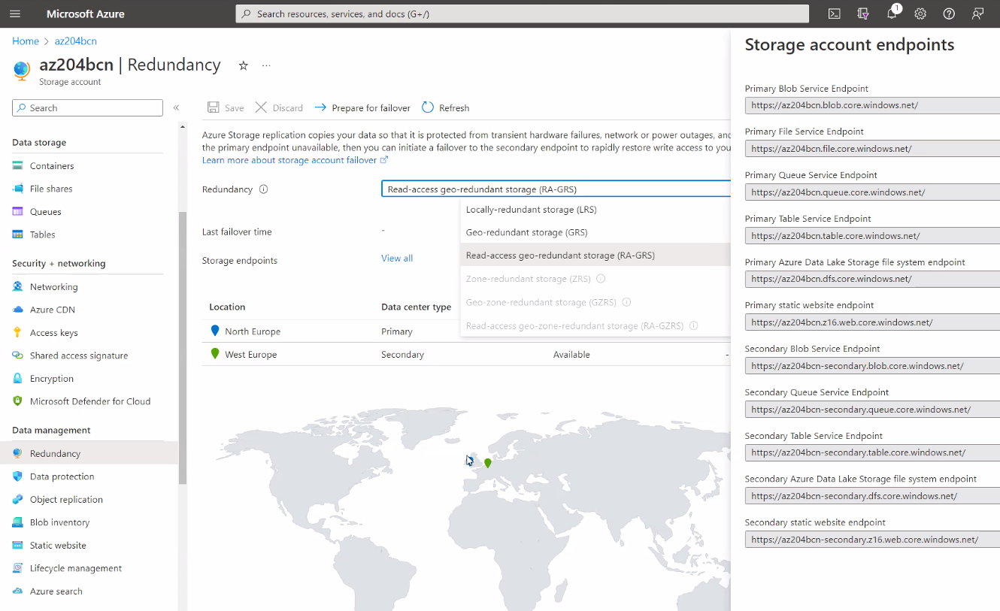 Microsoft Azure
Search resources, services, and docs (G+/)
1
Home > az204bcn
az204bcn | Redundancy
Storage account
Search
Data storage
Containers
File shares
Queues
Tables
Security + networking
Networking
Azure CDN
Access keys
Shared access signature
Encryption
Microsoft Defender for Cloud
Data management
Redundancy
Data protection
Object replication
Blob inventory
Static website
Lifecycle management
Azure search
Save Discard Prepare for failover Refresh
Azure Storage replication copies your data so that it is protected from transient hardware failures, network or power outages, and
the primary endpoint unavailable, then you can initiate a failover to the secondary endpoint to rapidly restore write access to you
Learn more about storage account failover
Redundancy
Read-access geo-redundant storage (RA-GRS)
Locally-redundant storage (LRS)
Geo-redundant storage (GRS)
Read-access geo-redundant storage (RA-GRS)
Zone-redundant storage (ZRS)
Geo-zone-redundant storage (GZRS)
Read-access geo-zone-redundant storage (RA-GZRS)
Last failover time -
Storage endpoints View all
Location Data center type
North Europe Primary
West Europe Secondary Available -
Storage account endpoints
Primary Blob Service Endpoint
https://az204bcn.blob.core.windows.net/
Primary File Service Endpoint
https://az204bcn.file.core.windows.net/
Primary Queue Service Endpoint
https://az204bcn.queue.core.windows.net/
Primary Table Service Endpoint
https://az204bcn.table.core.windows.net/
Primary Azure Data Lake Storage file system endpoint
https://az204bcn.dfs.core.windows.net/
Primary static website endpoint
https://az204bcn.z16.web.core.windows.net/
Secondary Blob Service Endpoint
https://az204bcn-secondary.blob.core.windows.net/
Secondary Queue Service Endpoint
https://az204bcn-secondary.queue.core.windows.net/
Secondary Table Service Endpoint
https://az204bcn-secondary.table.core.windows.net/
Secondary Azure Data Lake Storage file system endpoint
https://az204bcn-secondary.dfs.core.windows.net/
Secondary static website endpoint
https://az204bcn-secondary.z16.web.core.windows.net/